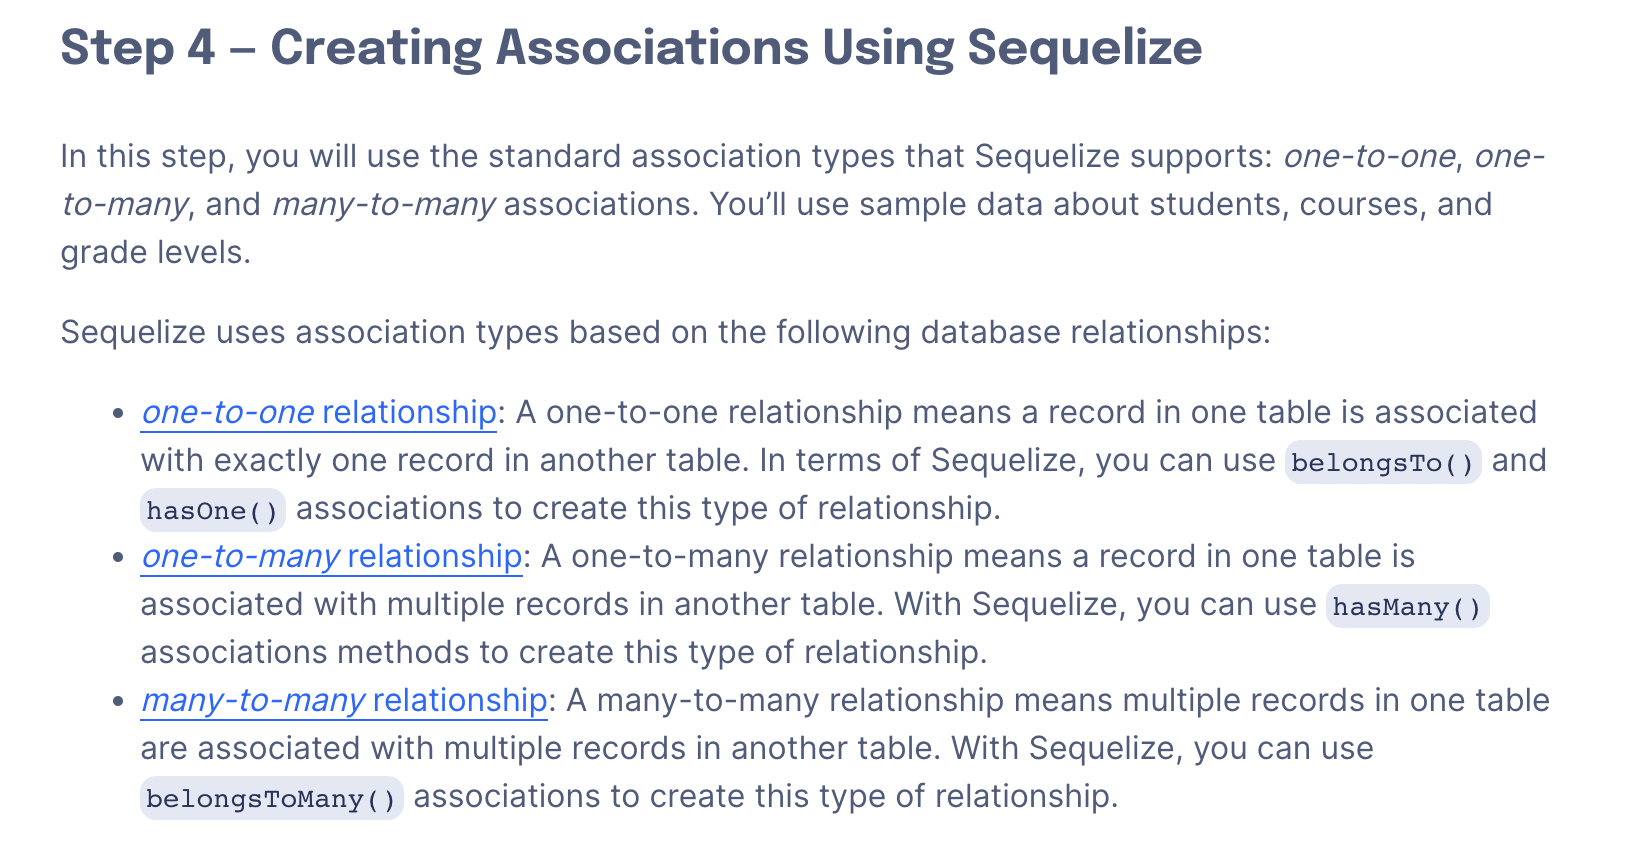 Step 4 – Creating Associations Using Sequelize
In this step, you will use the standard association types that Sequelize supports: one-to-one, one-
to-many, and many-to-many associations. You’ll use sample data about students, courses, and
grade levels.
Sequelize uses association types based on the following database relationships:
• one-to-one relationship: A one-to-one relationship means a record in one table is associated
with exactly one record in another table. In terms of Sequelize, you can use belongsTo() and
hasOne() associations to create this type of relationship.
• one-to-many relationship: A one-to-many relationship means a record in one table is
associated with multiple records in another table. With Sequelize, you can use hasMany()
associations methods to create this type of relationship.
• many-to-many relationship: A many-to-many relationship means multiple records in one table
are associated with multiple records in another table. With Sequelize, you can use
belongsToMany() associations to create this type of relationship.